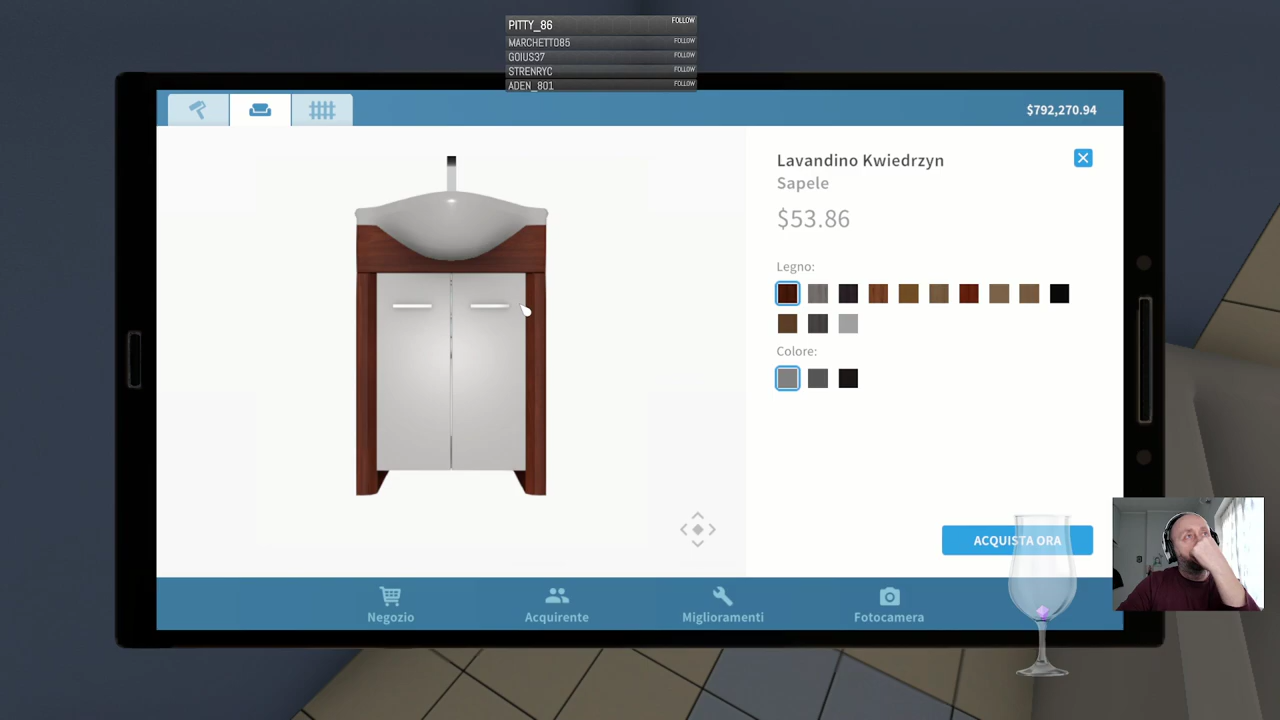 PITTY_86 FOLLOW
MARCHETTO85 FOLLOW
GOIUS37 FOLLOW
STRENRYC FOLLOW
ADEN_801 FOLLOW
$792,270.94
Lavandino Kwiedrzyn
Sapele
$53.86
Legno:
Colore:
ACQUISTA ORA
Negozio
Acquirente
Miglioramenti
Fotocamera